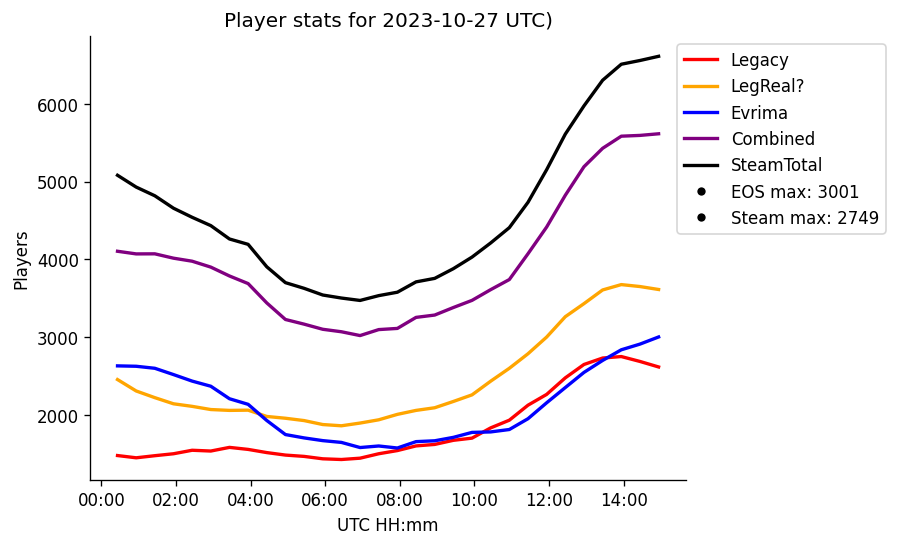 Player stats for 2023-10-27 UTC)
Legacy
LegReal?
Evrima
Combined
SteamTotal
EOS max: 3001
Steam max: 2749
Players
6000
5000
4000
3000
2000
00:00 02:00 04:00 06:00 08:00 10:00 12:00 14:00
UTC HH:mm